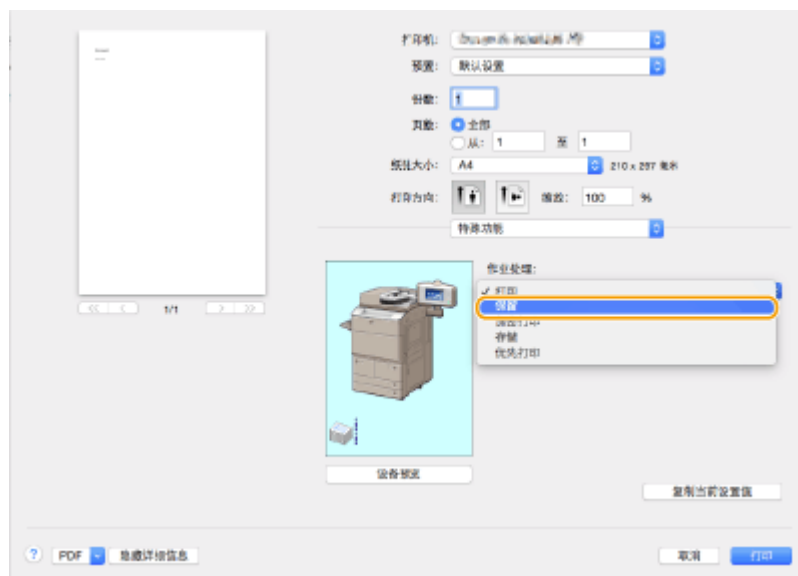 打印机:
预置: 默认设置
份数: 1
页数: 全部
从: 1 至 1
纸张大小: A4 210 x 297 毫米
打印方向: 缩放: 100 %
特殊功能
作业处理:
✓ 打印
保留
存储
优先打印
1/1
设备预览
复制当前设置值
? PDF 隐藏详细信息 取消 打印